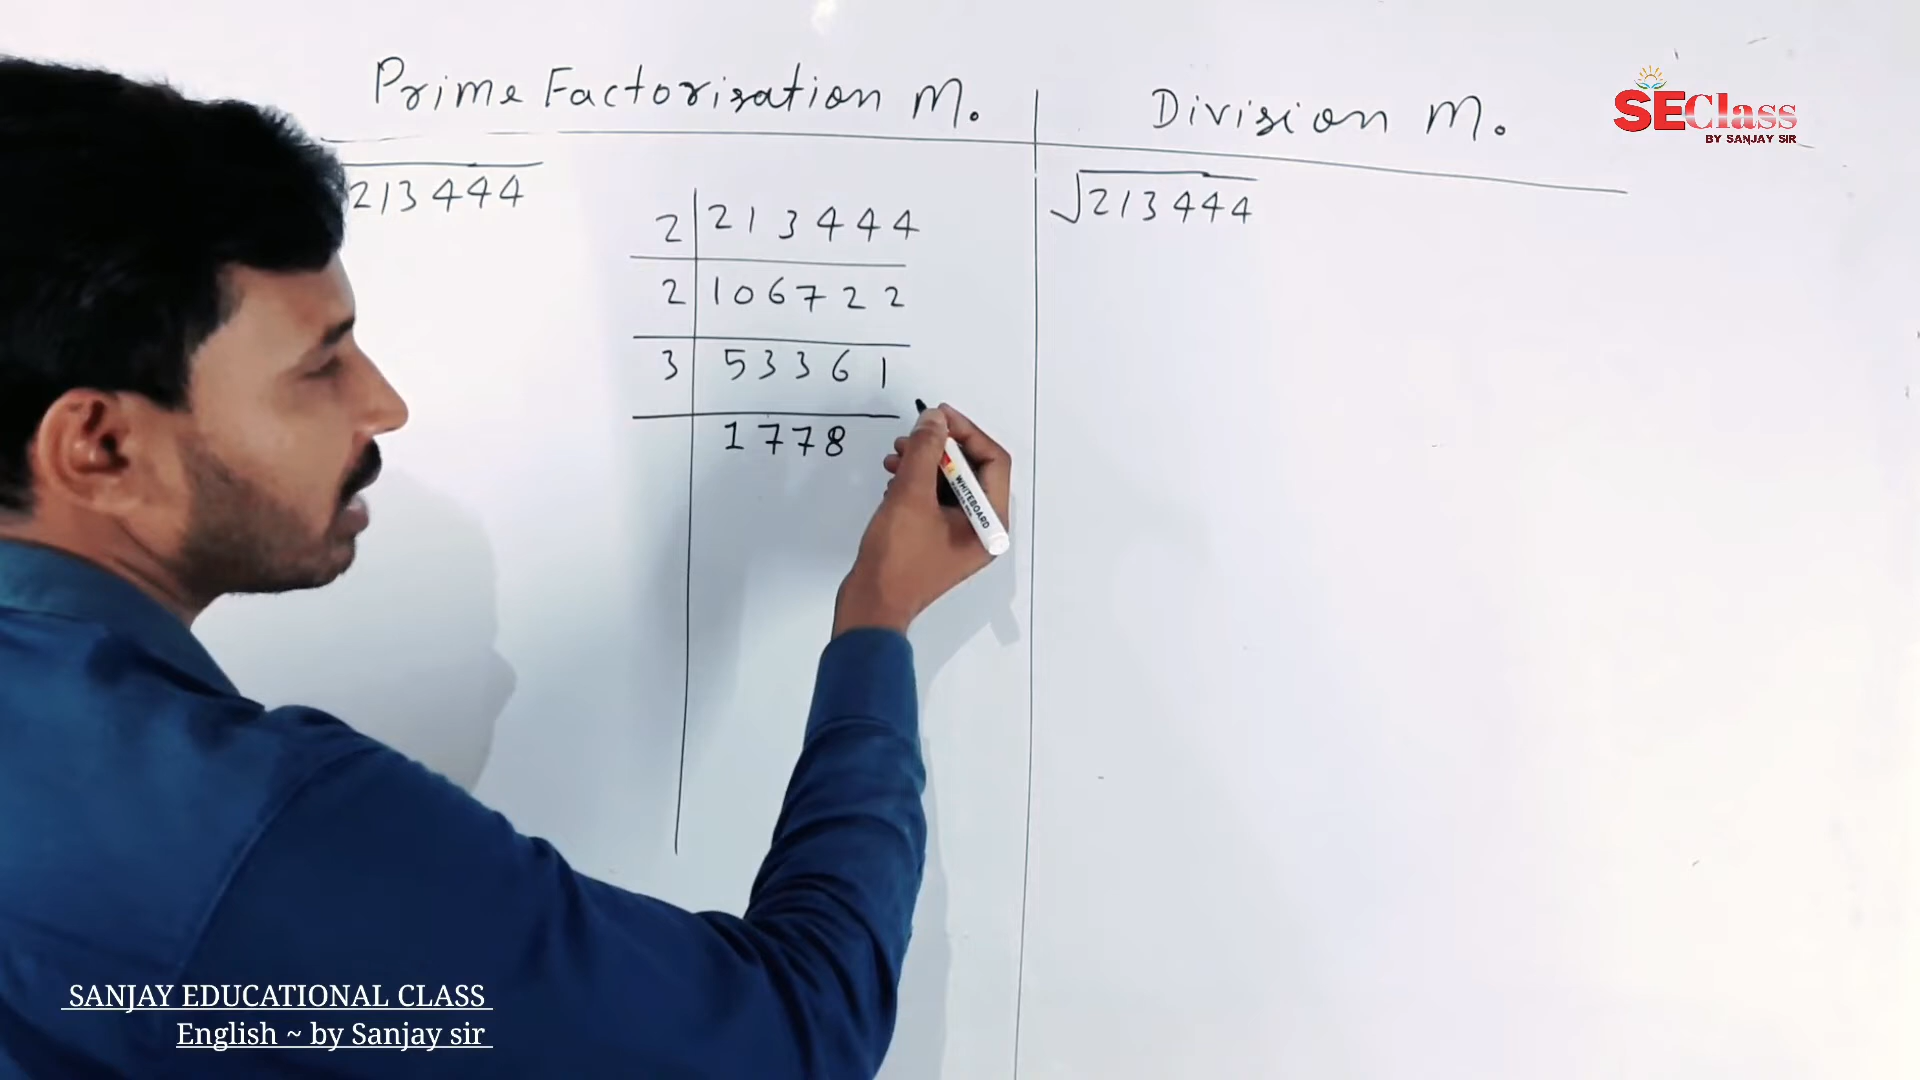 Prime Factorization M.
Division M.
SEClass
BY SANJAY SIR
213444
2 213444
2 106722
3 53361
1778
√213444
WHITEBOARD
SANJAY EDUCATIONAL CLASS
English ~ by Sanjay sir